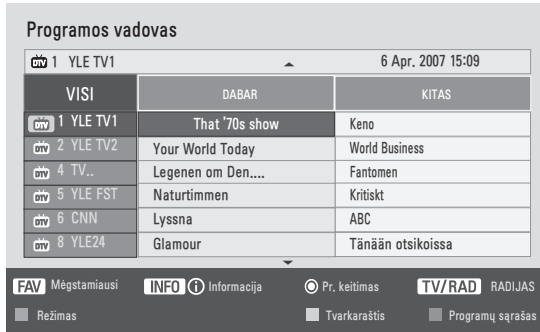 Programos vadovas
DTV 1 YLE TV1 6 Apr. 2007 15:09
VISI DABAR KITAS
DTV 1 YLE TV1 That '70s show Keno
DTV 2 YLE TV2 Your World Today World Business
DTV 4 TV.. Legenen om Den.... Fantomen
DTV 5 YLE FST Naturtimmen Kritiskt
DTV 6 CNN Lyssna ABC
DTV 8 YLE24 Glamour Tänään otsikoissa
FAV Mėgstamiausi INFO i Informacija Pr. keitimas TV/RAD RADIJAS
Režimas Tvarkaraštis Programų sąrašas